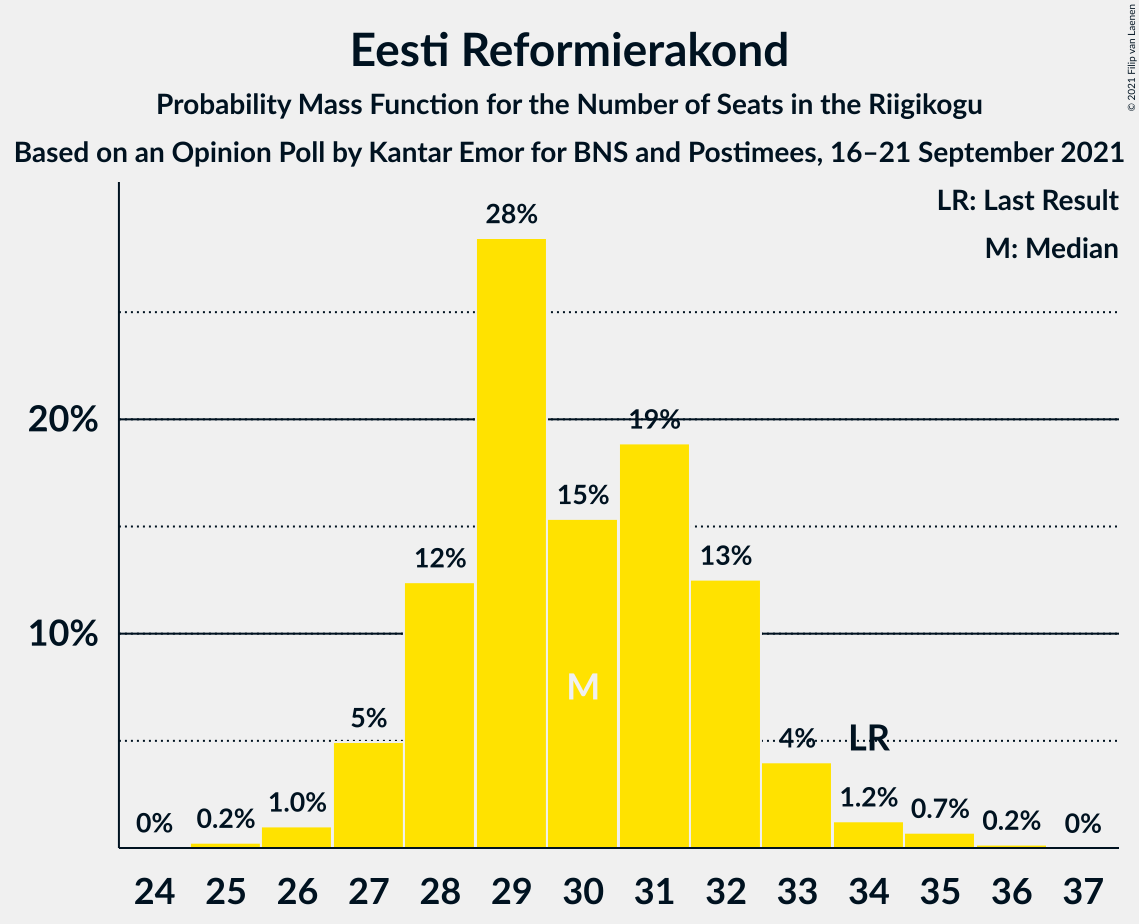 Eesti Reformierakond
Probability Mass Function for the Number of Seats in the Riigikogu
Based on an Opinion Poll by Kantar Emor for BNS and Postimees, 16–21 September 2021
© 2021 Filip van Laenen
LR: Last Result
M: Median
28%
20%
19%
15%
12%
13%
10%
M
5%
4%
LR
0%
0.2%
1.0%
1.2%
0.7%
0.2%
0%
24 25 26 27 28 29 30 31 32 33 34 35 36 37